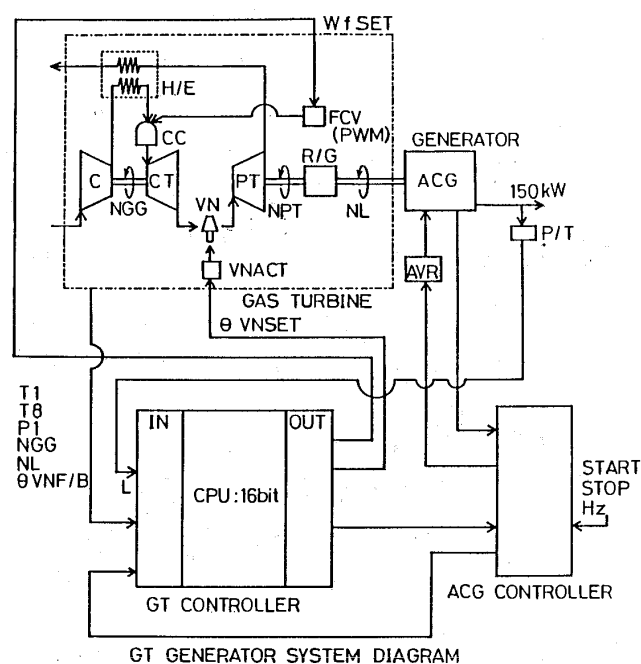 WfSET
H/E
FCV
(PWM)
CC
GENERATOR
R/G
C
CT
PT
ACG
VN
150kW
NGG
NPT
NL
P/T
VNACT
AVR
GAS TURBINE
θ VNSET
T1
T8
P1
NGG
NL
θVNF/B
IN
OUT
L
CPU:16bit
START
STOP
Hz
GT CONTROLLER
ACG CONTROLLER
GT GENERATOR SYSTEM DIAGRAM